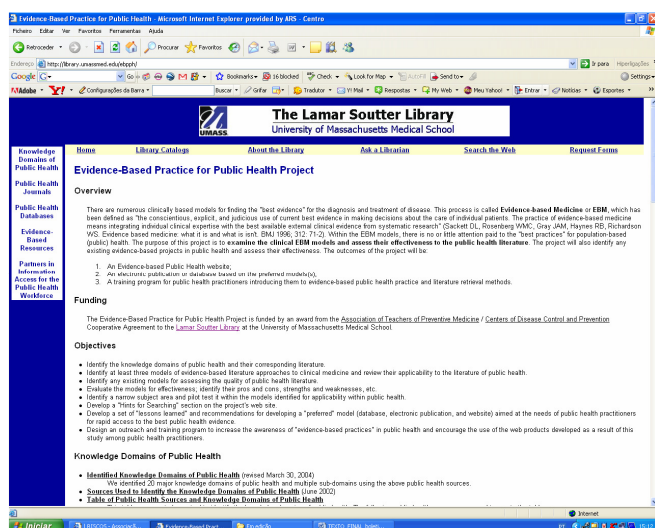 Evidence-Based Practice for Public Health - Microsoft Internet Explorer provided by ARS - Centro
Ficheiro Editar Ver Favoritos Ferramentas Ajuda
Retroceder Procurar Favoritos
Endereço http://library.umassmed.edu/ebpph/ Ir para Hiperligações
Google Go Bookmarks 16 blocked Check Look for Map AutoFill Send to Settings
Adobe Y! Configurações da Barra Buscar Grifar Tradutor Y! Mail Respostas My Web Meu Yahoo! Entrar Notícias Esportes
UMASS
The Lamar Soutter Library
University of Massachusetts Medical School
Home Library Catalogs About the Library Ask a Librarian Search the Web Request Forms
Knowledge
Domains of
Public Health
Public Health
Journals
Public Health
Databases
Evidence-
Based
Resources
Partners in
Information
Access for the
Public Health
Workforce
Evidence-Based Practice for Public Health Project
Overview
There are numerous clinically based models for finding the "best evidence" for the diagnosis and treatment of disease. This process is called Evidence-based Medicine or EBM, which has
been defined as "the conscientious, explicit, and judicious use of current best evidence in making decisions about the care of individual patients. The practice of evidence-based medicine
means integrating individual clinical expertise with the best available external clinical evidence from systematic research" (Sackett DL, Rosenberg WMC, Gray JAM, Haynes RB, Richardson
WS. Evidence based medicine: what it is and what is isn't. BMJ 1996; 312: 71-2). Within the EBM models, there is no or little attention paid to the "best practices" for population-based
(public) health. The purpose of this project is to examine the clinical EBM models and assess their effectiveness to the public health literature. The project will also identify any
existing evidence-based projects in public health and assess their effectiveness. The outcomes of the project will be:
1. An Evidence-based Public Health website;
2. An electronic publication or database based on the preferred models(s);
3. A training program for public health practitioners introducing them to evidence-based public health practice and literature retrieval methods.
Funding
The Evidence-Based Practice for Public Health Project is funded by an award from the Association of Teachers of Preventive Medicine / Centers of Disease Control and Prevention
Cooperative Agreement to the Lamar Soutter Library at the University of Massachusetts Medical School.
Objectives
Identify the knowledge domains of public health and their corresponding literature.
Identify at least three models of evidence-based literature approaches to clinical medicine and review their applicability to the literature of public health.
Identify any existing models for assessing the quality of public health literature.
Evaluate the models for effectiveness; identify their pros and cons, strengths and weaknesses, etc.
Identify a narrow subject area and pilot test it within the models identified for applicability within public health.
Develop a "Hints for Searching" section on the project's web site.
Develop a set of "lessons learned" and recommendations for developing a "preferred" model (database, electronic publication, and website) aimed at the needs of public health practitioners
for rapid access to the best public health evidence.
Design an outreach and training program to increase the awareness of "evidence-based practices" in public health and encourage the use of the web products developed as a result of this
study among public health practitioners.
Knowledge Domains of Public Health
Identified Knowledge Domains of Public Health (revised March 30, 2004)
We identified 20 major knowledge domains of public health and multiple sub-domains using the above public health sources.
Sources Used to Identify the Knowledge Domains of Public Health (June 2002)
Table of Public Health Sources and Knowledge Domains of Public Health
Internet
Iniciar Evidence-Based Pract... Em edição PT 15:12